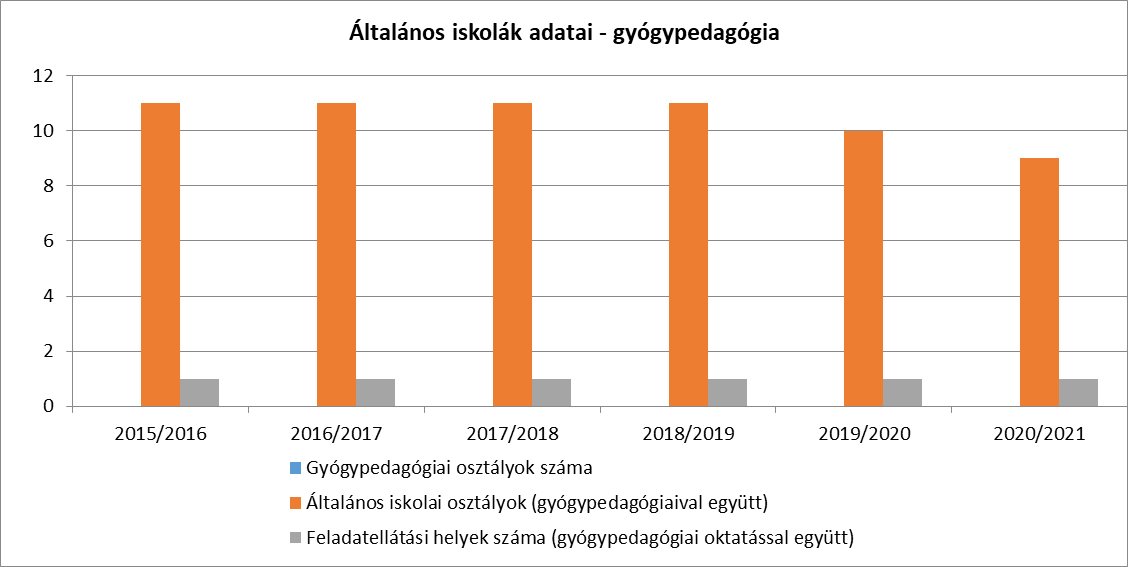 Általános iskolák adatai - gyógypedagógia
12
10
8
6
4
2
0
2015/2016 2016/2017 2017/2018 2018/2019 2019/2020 2020/2021
Gyógypedagógiai osztályok száma
Általános iskolai osztályok (gyógypedagógiaival együtt)
Feladatellátási helyek száma (gyógypedagógiai oktatással együtt)